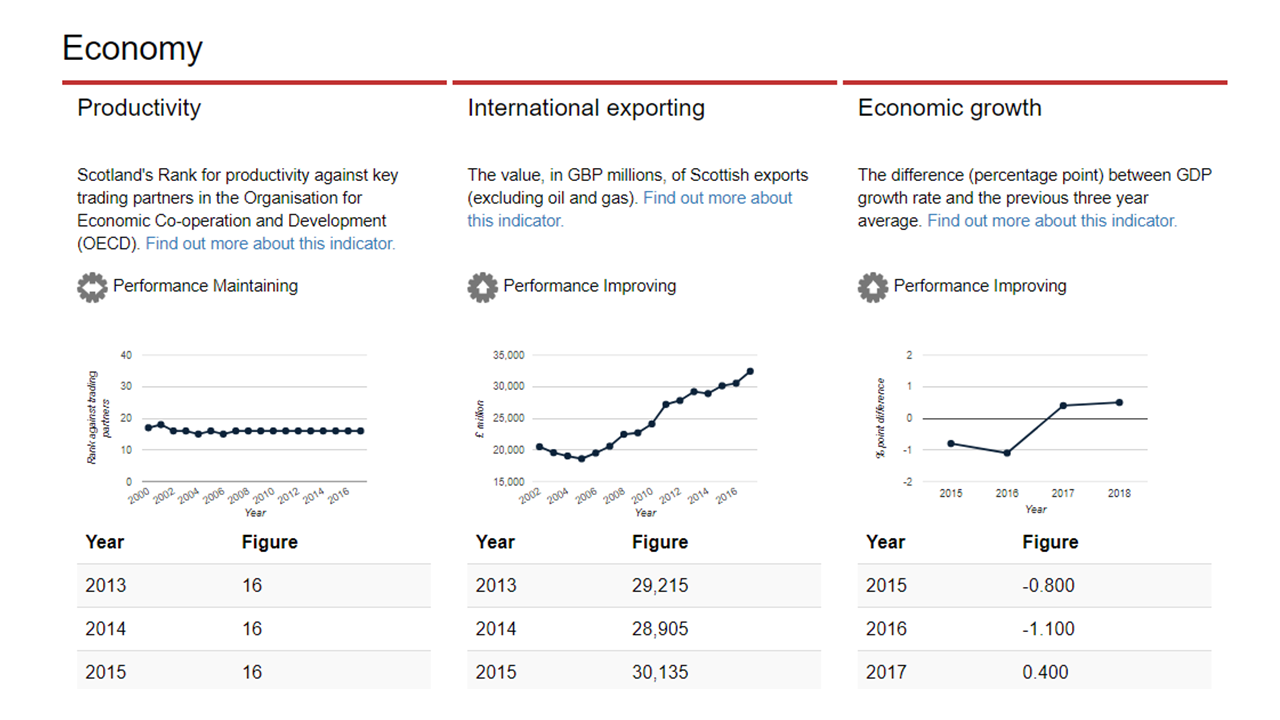 Economy
Productivity
Scotland's Rank for productivity against key
trading partners in the Organisation for
Economic Co-operation and Development
(OECD). Find out more about this indicator.
Performance Maintaining
40
30
20
10
0
Rank against trading
partners
2000 2002 2004 2006 2008 2010 2012 2014 2016
Year
Year Figure
2013 16
2014 16
2015 16
International exporting
The value, in GBP millions, of Scottish exports
(excluding oil and gas). Find out more about
this indicator.
Performance Improving
35,000
30,000
25,000
20,000
15,000
£ million
2002 2004 2006 2008 2010 2012 2014 2016
Year
Year Figure
2013 29,215
2014 28,905
2015 30,135
Economic growth
The difference (percentage point) between GDP
growth rate and the previous three year
average. Find out more about this indicator.
Performance Improving
2
1
0
-1
-2
% point difference
2015 2016 2017 2018
Year
Year Figure
2015 -0.800
2016 -1.100
2017 0.400